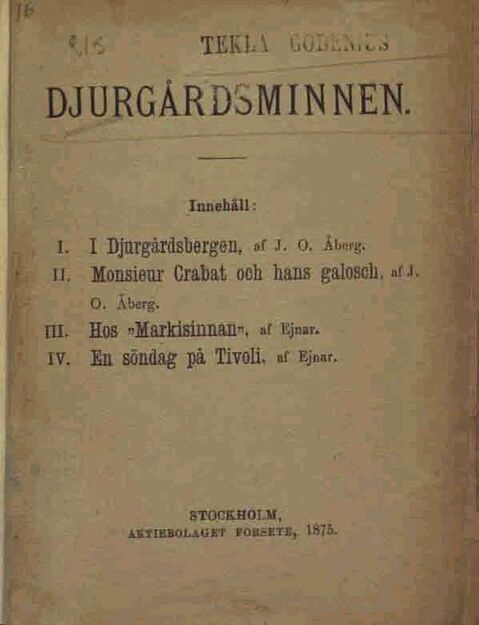 16
TEKLA GODENIUS
DJURGÅRDSMINNEN.
Innehåll:
I. I Djurgårdsbergen, af J. O. Åberg.
II. Monsieur Crabat och hans galosch, af J.
O. Åberg.
III. Hos "Markisinnan", af Ejnar.
IV. En söndag på Tivoli, af Ejnar.
STOCKHOLM,
AKTIEBOLAGET FORSETE, 1875.